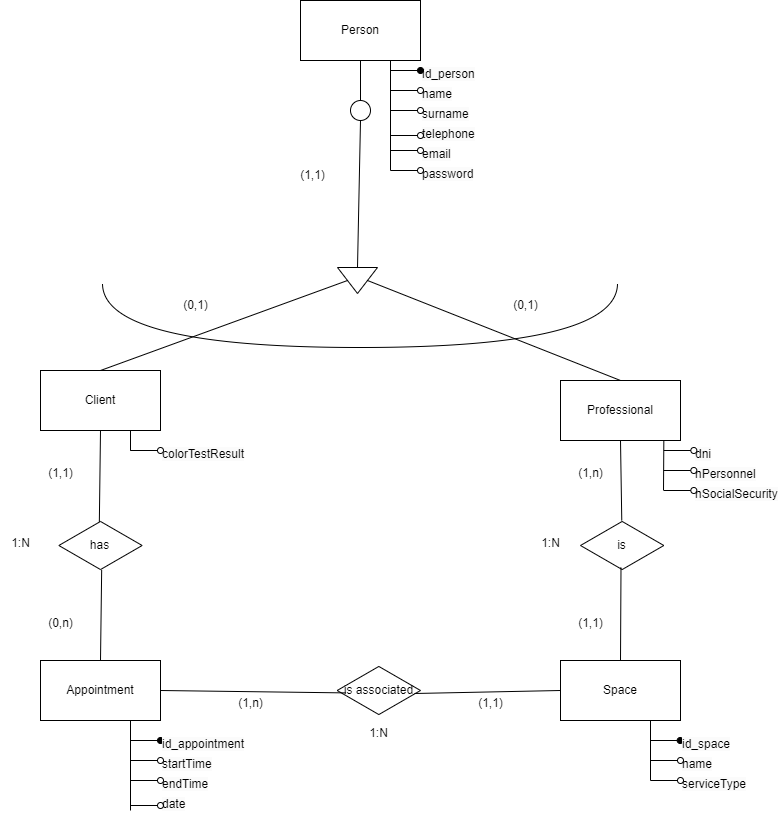 Person
id_person
name
surname
telephone
email
password
(1,1)
(0,1)
(0,1)
Client
Professional
colorTestResult
dni
nPersonnel
nSocialSecurity
(1,1)
(1,n)
1:N
has
1:N
is
(0,n)
(1,1)
Appointment
is associated
Space
(1,n)
(1,1)
1:N
id_appointment
startTime
endTime
date
id_space
name
serviceType